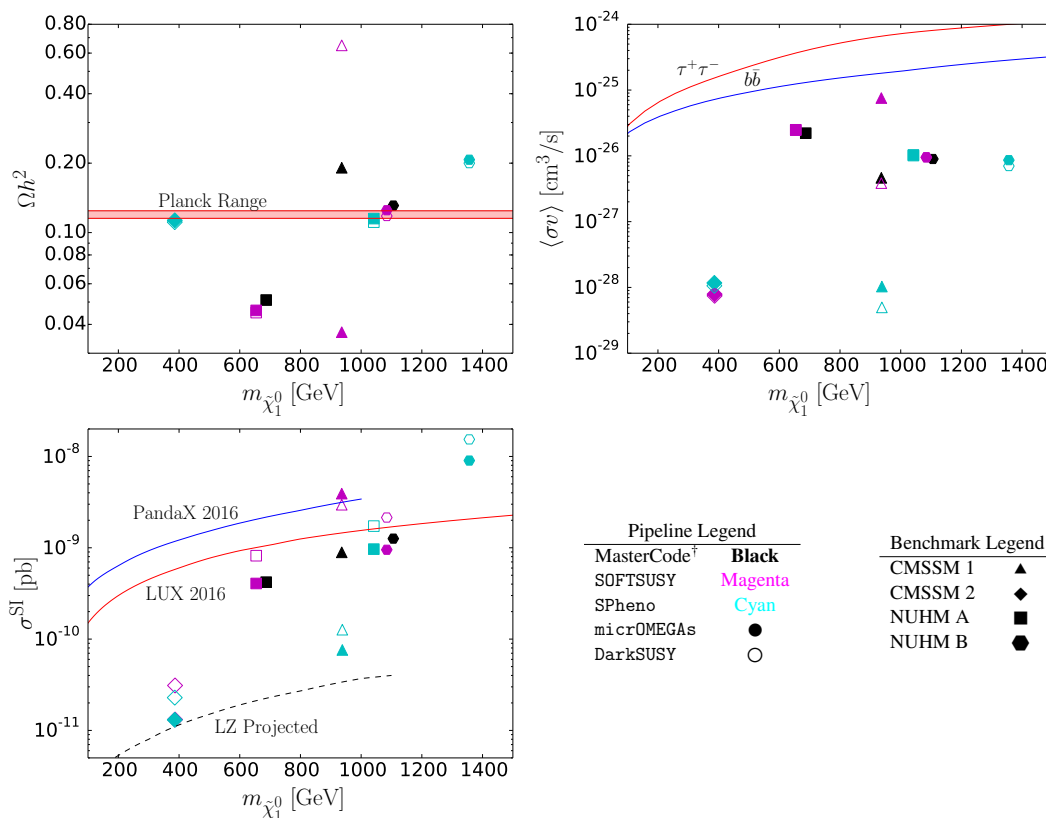 0.80
0.60
0.40
0.20
0.10
0.08
0.06
0.04
Ωh²
Planck Range
200 400 600 800 1000 1200 1400
m_{χ̃₁⁰} [GeV]
10⁻²⁴
10⁻²⁵
10⁻²⁶
10⁻²⁷
10⁻²⁸
10⁻²⁹
⟨σv⟩ [cm³/s]
τ⁺τ⁻
bb̄
200 400 600 800 1000 1200 1400
m_{χ̃₁⁰} [GeV]
10⁻⁸
10⁻⁹
10⁻¹⁰
10⁻¹¹
σ^{SI} [pb]
PandaX 2016
LUX 2016
LZ Projected
200 400 600 800 1000 1200 1400
m_{χ̃₁⁰} [GeV]
Pipeline Legend
MasterCode† Black
SOFTSUSY Magenta
SPheno Cyan
micrOMEGAs
DarkSUSY
Benchmark Legend
CMSSM 1
CMSSM 2
NUHM A
NUHM B